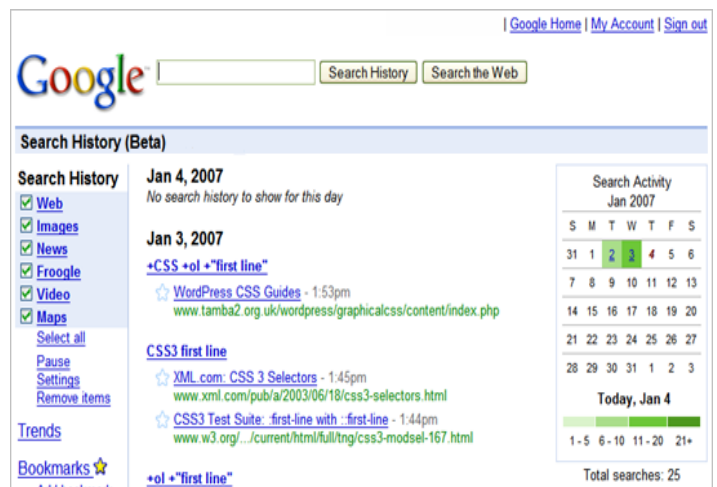 | Google Home | My Account | Sign out
Google™
Search History
Search the Web
Search History (Beta)
Search History
Web
Images
News
Froogle
Video
Maps
Select all
Pause
Settings
Remove items
Trends
Bookmarks
Jan 4, 2007
No search history to show for this day
Jan 3, 2007
+CSS +ol +"first line"
WordPress CSS Guides - 1:53pm
www.tamba2.org.uk/wordpress/graphicalcss/content/index.php
CSS3 first line
XML.com: CSS 3 Selectors - 1:45pm
www.xml.com/pub/a/2003/06/18/css3-selectors.html
CSS3 Test Suite: :first-line with ::first-line - 1:44pm
www.w3.org/.../current/html/full/tng/css3-modsel-167.html
+ol +"first line"
Search Activity
Jan 2007
S M T W T F S
31 1 2 3 4 5 6
7 8 9 10 11 12 13
14 15 16 17 18 19 20
21 22 23 24 25 26 27
28 29 30 31 1 2 3
Today, Jan 4
1 - 5 6 - 10 11 - 20 21+
Total searches: 25